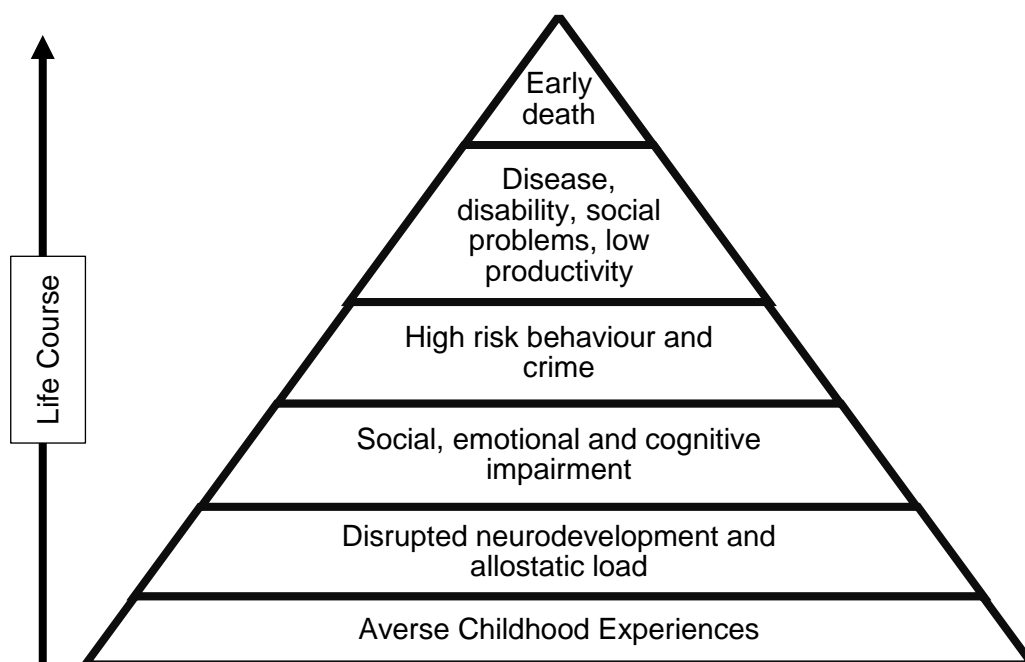 Early
death
Disease,
disability, social
problems, low
productivity
High risk behaviour and
crime
Life Course
Social, emotional and cognitive
impairment
Disrupted neurodevelopment and
allostatic load
Averse Childhood Experiences